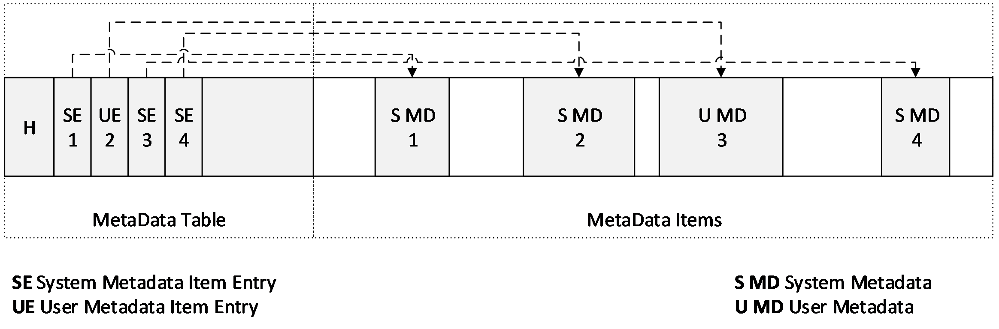 H
SE
1
UE
2
SE
3
SE
4
S MD
1
S MD
2
U MD
3
S MD
4
MetaData Table
MetaData Items
SE System Metadata Item Entry
UE User Metadata Item Entry
S MD System Metadata
U MD User Metadata